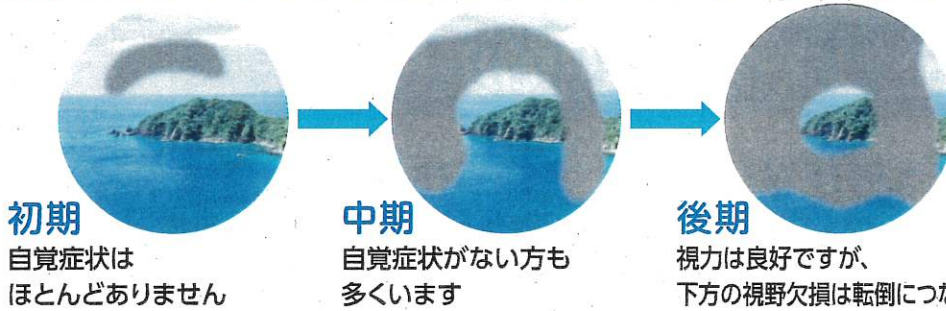 初期
自覚症状は
ほとんどありません
中期
自覚症状がない方も
多くいます
後期
視力は良好ですが、
下方の視野欠損は転倒につな